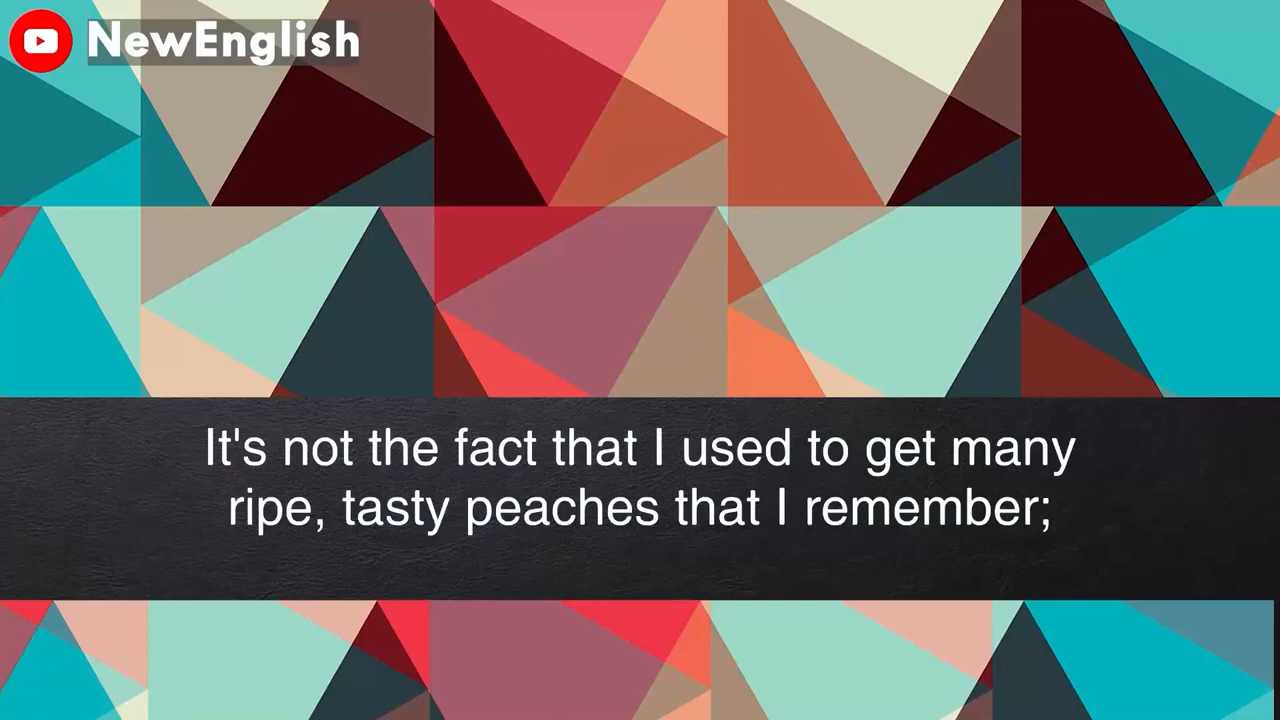 NewEnglish
It's not the fact that I used to get many
ripe, tasty peaches that I remember;